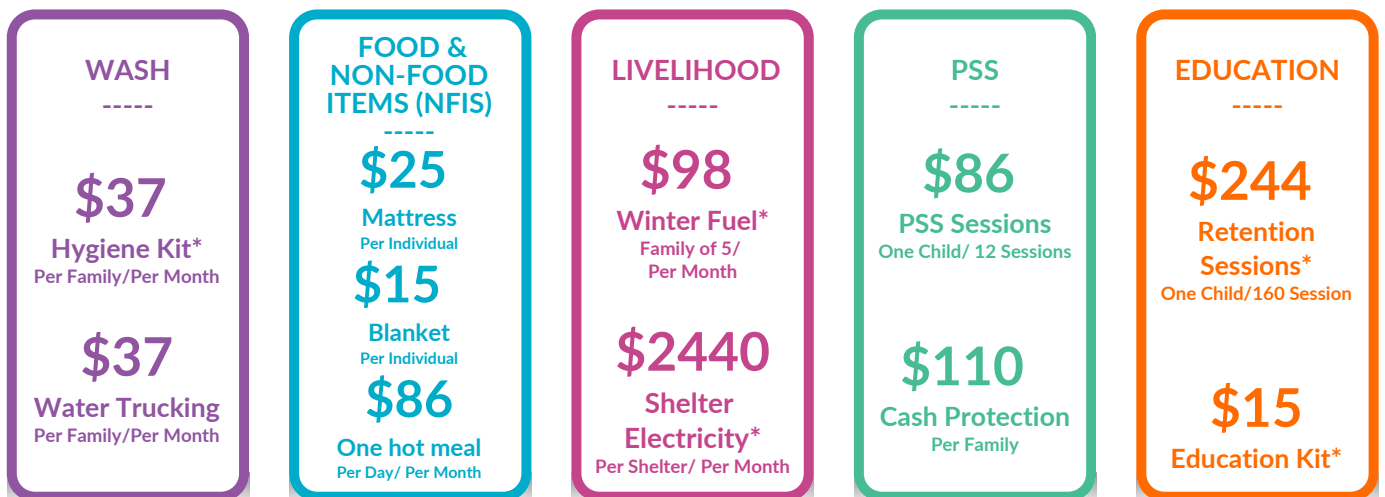 WASH
-----
$37
Hygiene Kit*
Per Family/Per Month
$37
Water Trucking
Per Family/Per Month
FOOD &
NON-FOOD
ITEMS (NFIS)
-----
$25
Mattress
Per Individual
$15
Blanket
Per Individual
$86
One hot meal
Per Day/ Per Month
LIVELIHOOD
-----
$98
Winter Fuel*
Family of 5/
Per Month
$2440
Shelter
Electricity*
Per Shelter/ Per Month
PSS
-----
$86
PSS Sessions
One Child/ 12 Sessions
$110
Cash Protection
Per Family
EDUCATION
-----
$244
Retention
Sessions*
One Child/160 Session
$15
Education Kit*